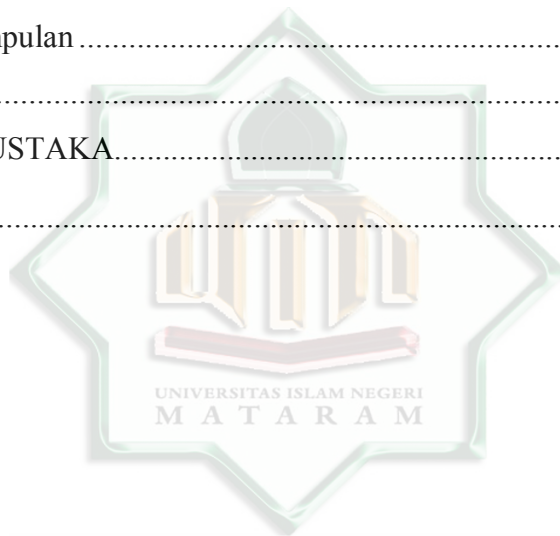 pulan ........................................................
........................................................
USTAKA........................................................
........................................................
UNIVERSITAS ISLAM NEGERI
MATARAM